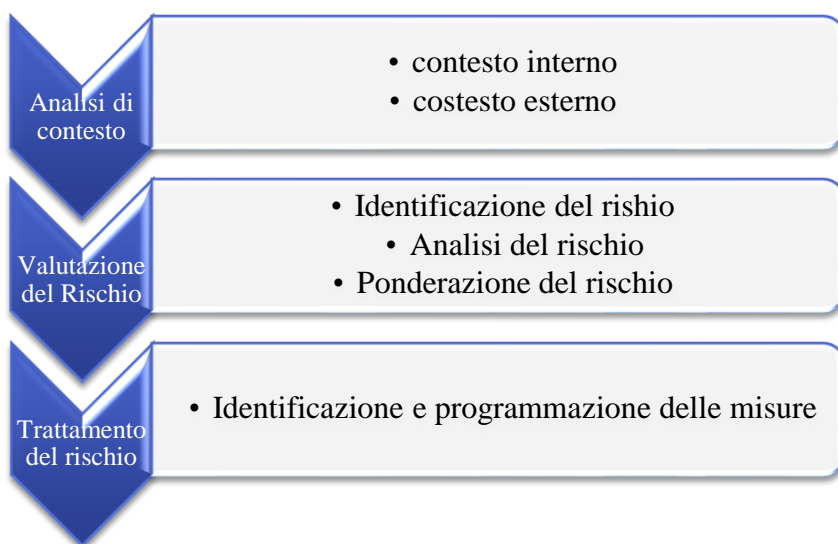 Analisi di
contesto
• contesto interno
• costesto esterno
Valutazione
del Rischio
• Identificazione del rishio
• Analisi del rischio
• Ponderazione del rischio
Trattamento
del rischio
• Identificazione e programmazione delle misure